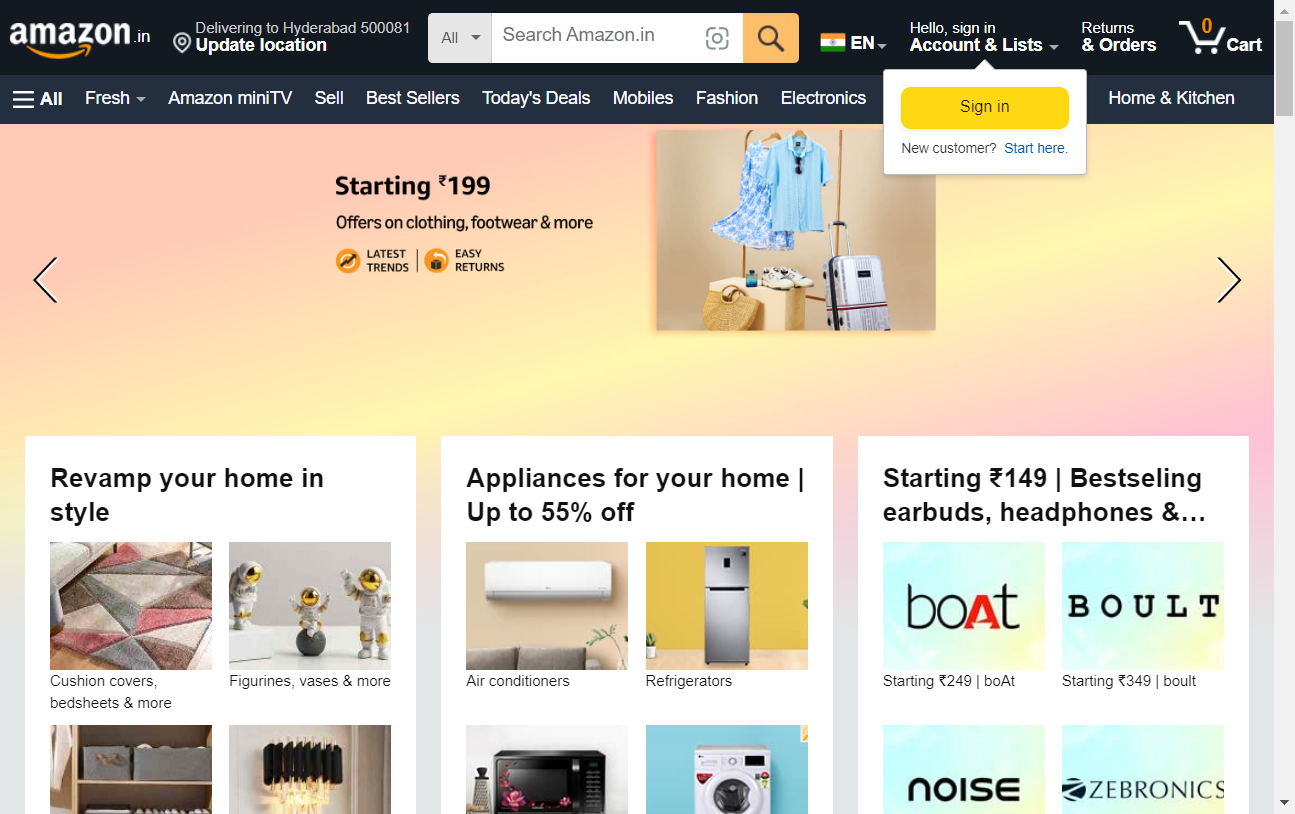 amazon.in
Delivering to Hyderabad 500081
Update location
All
Search Amazon.in
EN
Hello, sign in
Account & Lists
Returns
& Orders
0
Cart
All
Fresh
Amazon miniTV
Sell
Best Sellers
Today's Deals
Mobiles
Fashion
Electronics
Home & Kitchen
Sign in
New customer? Start here.
Starting ₹199
Offers on clothing, footwear & more
LATEST
TRENDS
EASY
RETURNS
Revamp your home in
style
Cushion covers,
bedsheets & more
Figurines, vases & more
Appliances for your home |
Up to 55% off
Air conditioners
Refrigerators
Starting ₹149 | Bestseling
earbuds, headphones &...
boAt
BOULT
Starting ₹249 | boAt
Starting ₹349 | boult
NOISE
ZEBRONICS